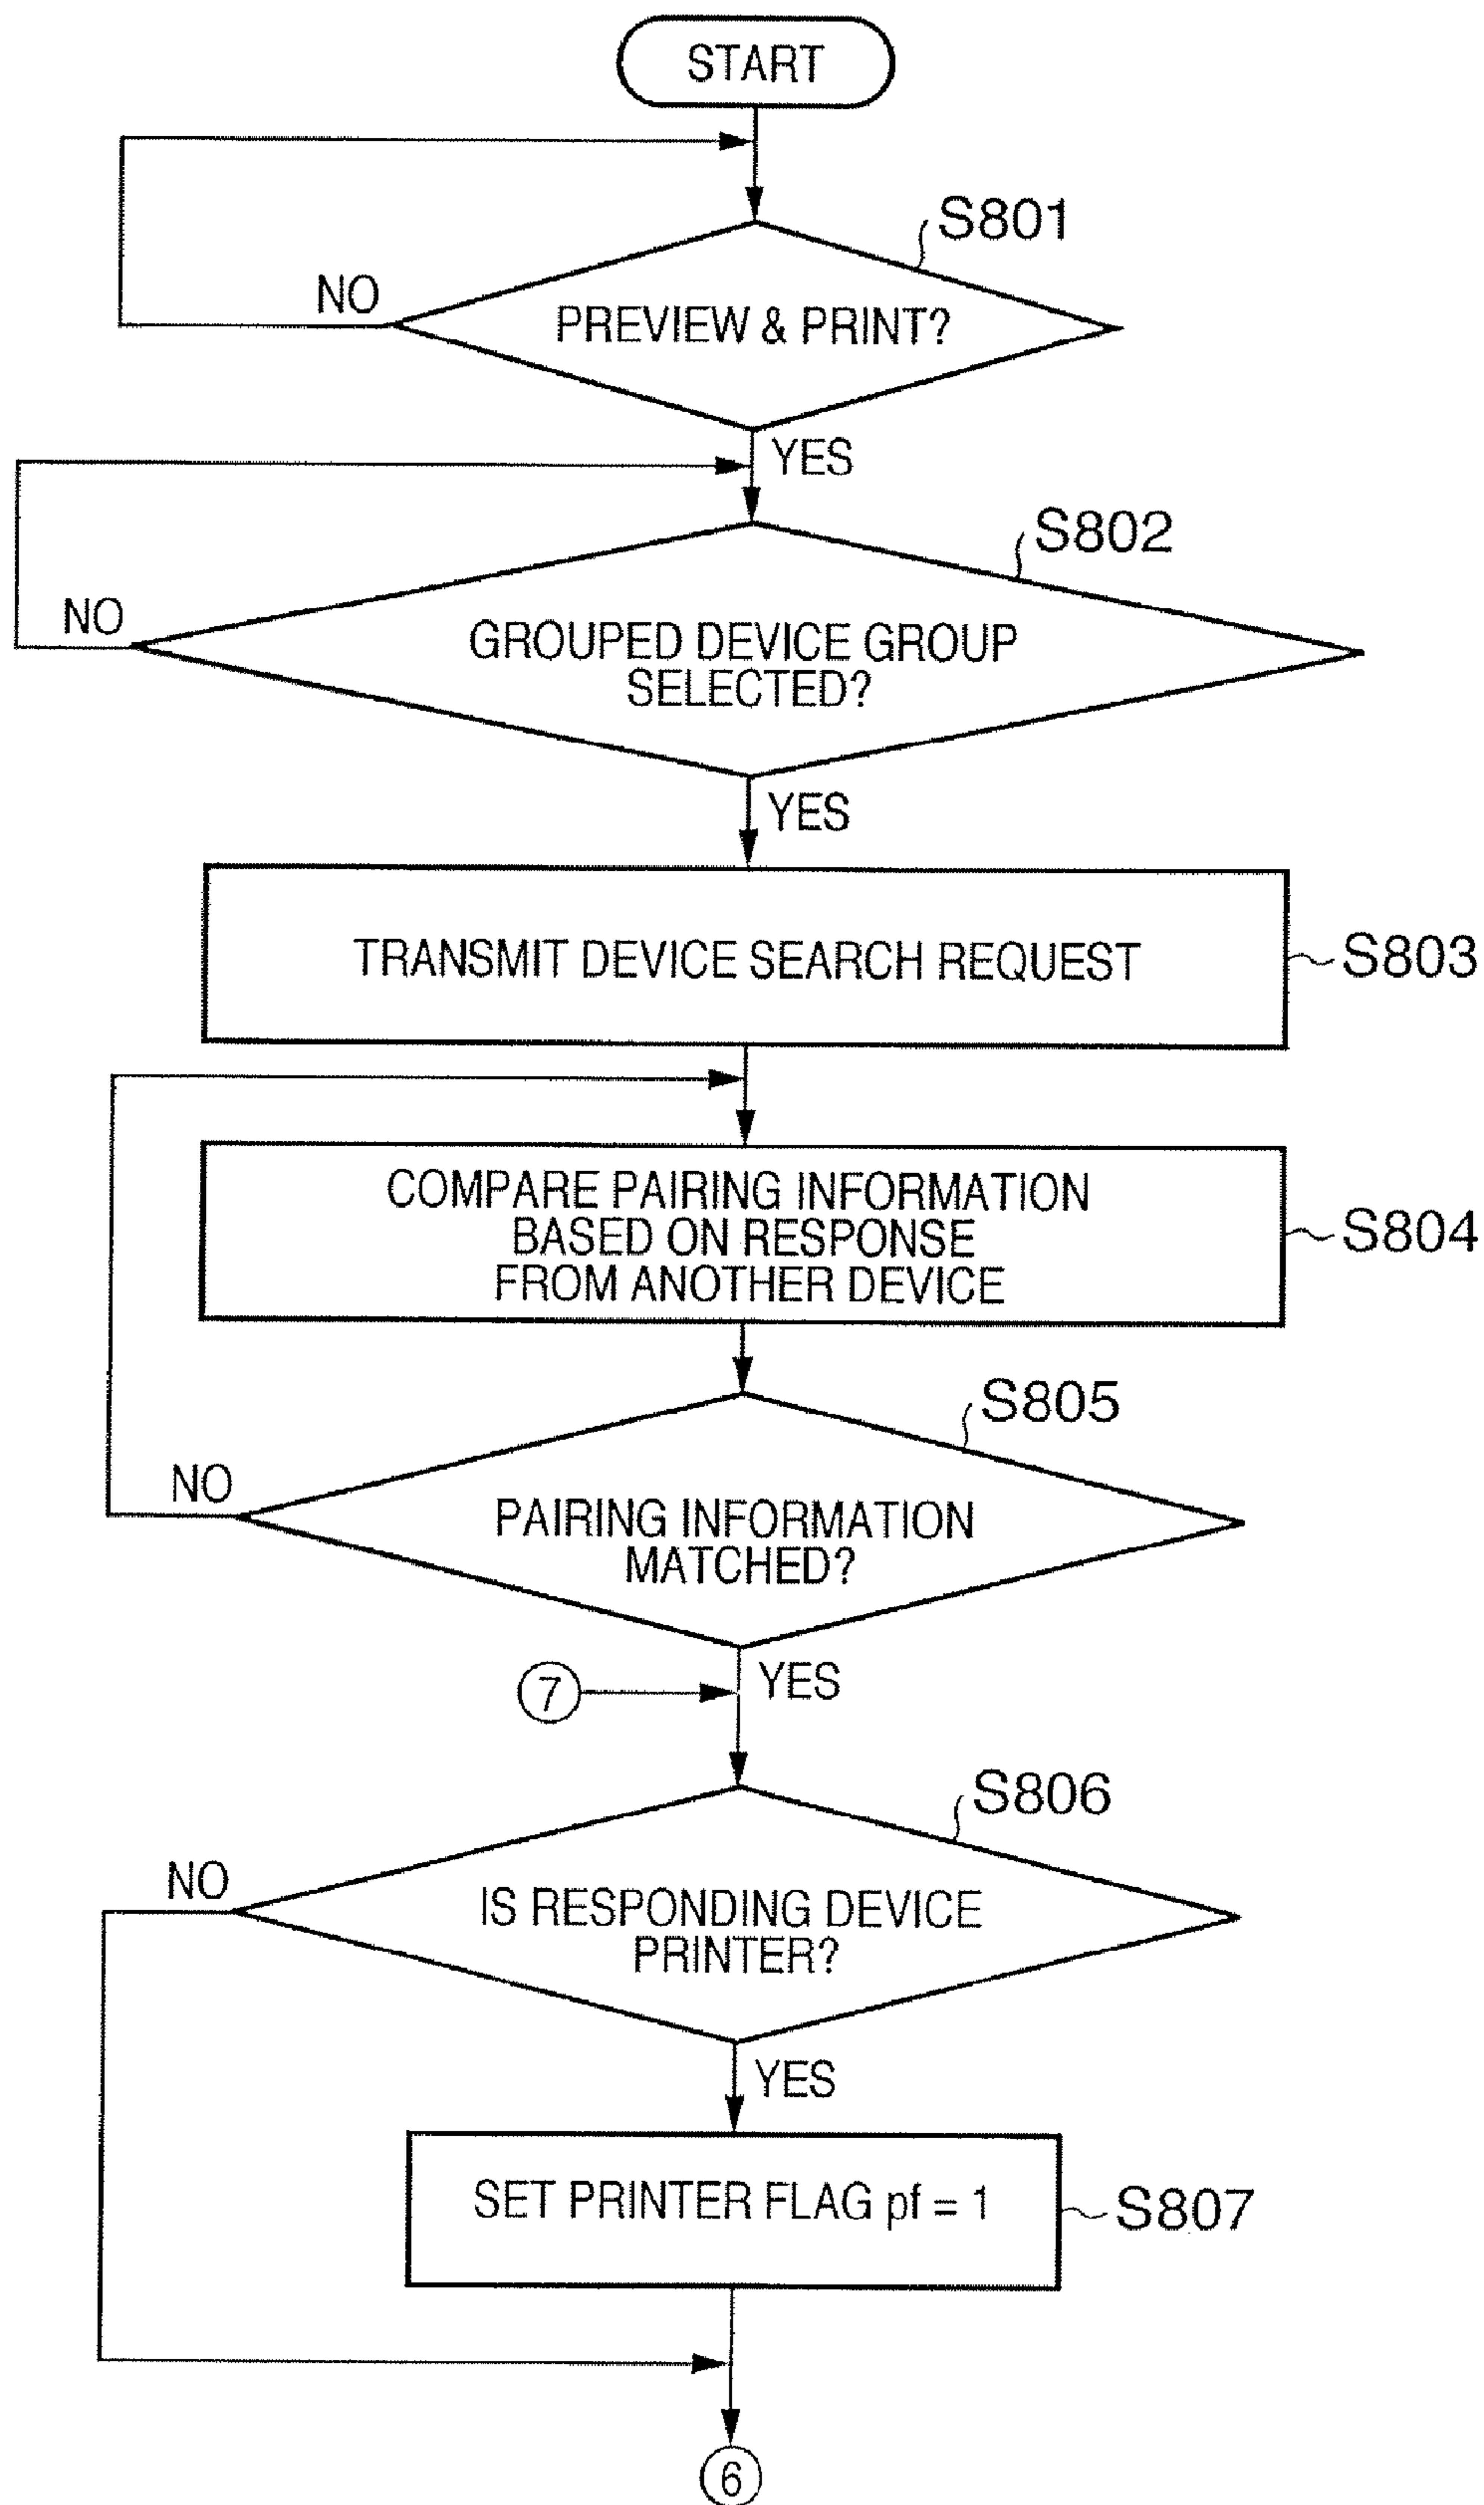 START
S801
NO
PREVIEW & PRINT?
YES
S802
NO
GROUPED DEVICE GROUP
SELECTED?
YES
TRANSMIT DEVICE SEARCH REQUEST
S803
COMPARE PAIRING INFORMATION
BASED ON RESPONSE
FROM ANOTHER DEVICE
S804
S805
NO
PAIRING INFORMATION
MATCHED?
7
YES
S806
NO
IS RESPONDING DEVICE
PRINTER?
YES
SET PRINTER FLAG pf = 1
S807
6